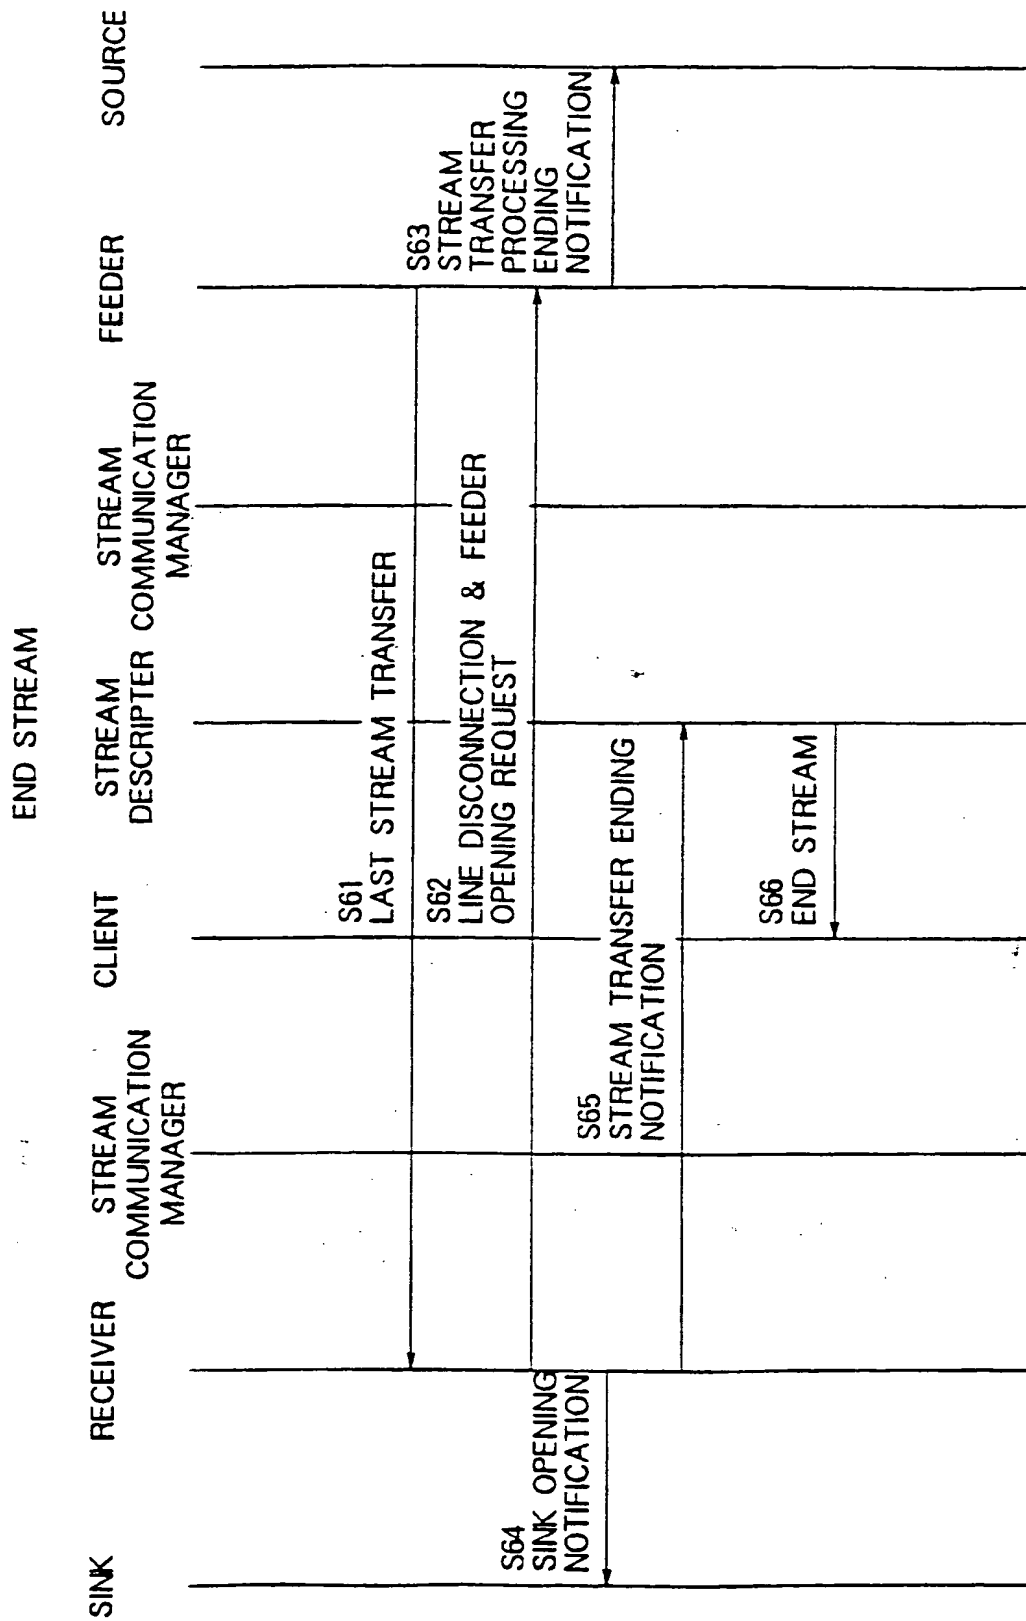 END STREAM
SINK
RECEIVER
STREAM
COMMUNICATION
MANAGER
CLIENT
STREAM
DESCRIPTER
STREAM
COMMUNICATION
MANAGER
FEEDER
SOURCE
S61
LAST STREAM TRANSFER
S62
LINE DISCONNECTION & FEEDER
OPENING REQUEST
S63
STREAM
TRANSFER
PROCESSING
ENDING
NOTIFICATION
S64
SINK OPENING
NOTIFICATION
S65
STREAM TRANSFER ENDING
NOTIFICATION
S66
END STREAM